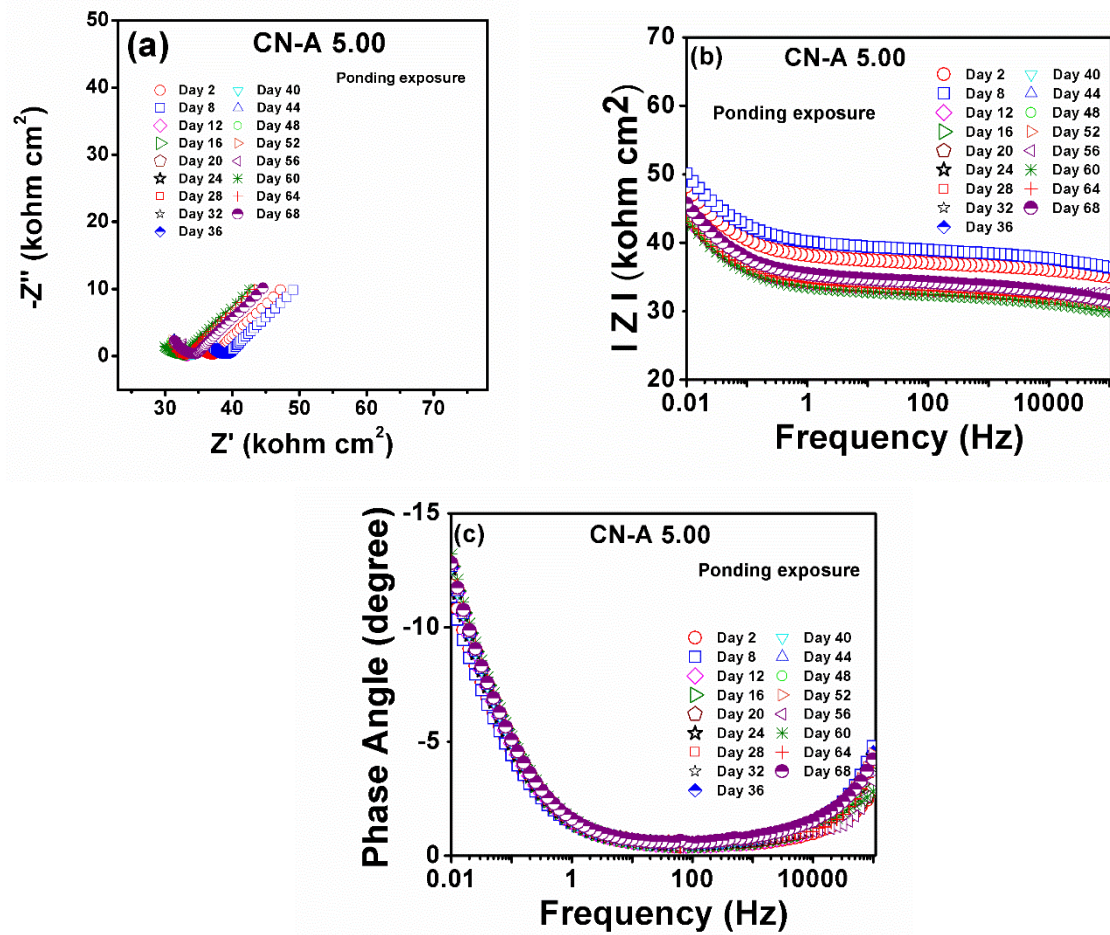 (a) CN-A 5.00
Ponding exposure
Day 2 Day 40
Day 8 Day 44
Day 12 Day 48
Day 16 Day 52
Day 20 Day 56
Day 24 Day 60
Day 28 Day 64
Day 32 Day 68
Day 36
50
40
30
20
10
0
-Z'' (kohm cm²)
30 40 50 60 70
Z' (kohm cm²)
(b) CN-A 5.00
Ponding exposure
Day 2 Day 40
Day 8 Day 44
Day 12 Day 48
Day 16 Day 52
Day 20 Day 56
Day 24 Day 60
Day 28 Day 64
Day 32 Day 68
Day 36
70
60
50
40
30
20
I Z I (kohm cm²)
0.01 0.1 1 10 100 10000
Frequency (Hz)
(c) CN-A 5.00
Ponding exposure
Day 2 Day 40
Day 8 Day 44
Day 12 Day 48
Day 16 Day 52
Day 20 Day 56
Day 24 Day 60
Day 28 Day 64
Day 32 Day 68
Day 36
-15
-10
-5
0
Phase Angle (degree)
0.01 0.1 1 100 10000
Frequency (Hz)